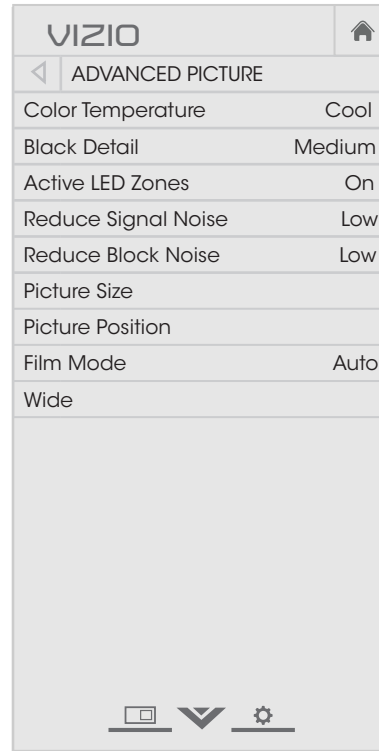 VIZIO
ADVANCED PICTURE
Color Temperature Cool
Black Detail Medium
Active LED Zones On
Reduce Signal Noise Low
Reduce Block Noise Low
Picture Size
Picture Position
Film Mode Auto
Wide